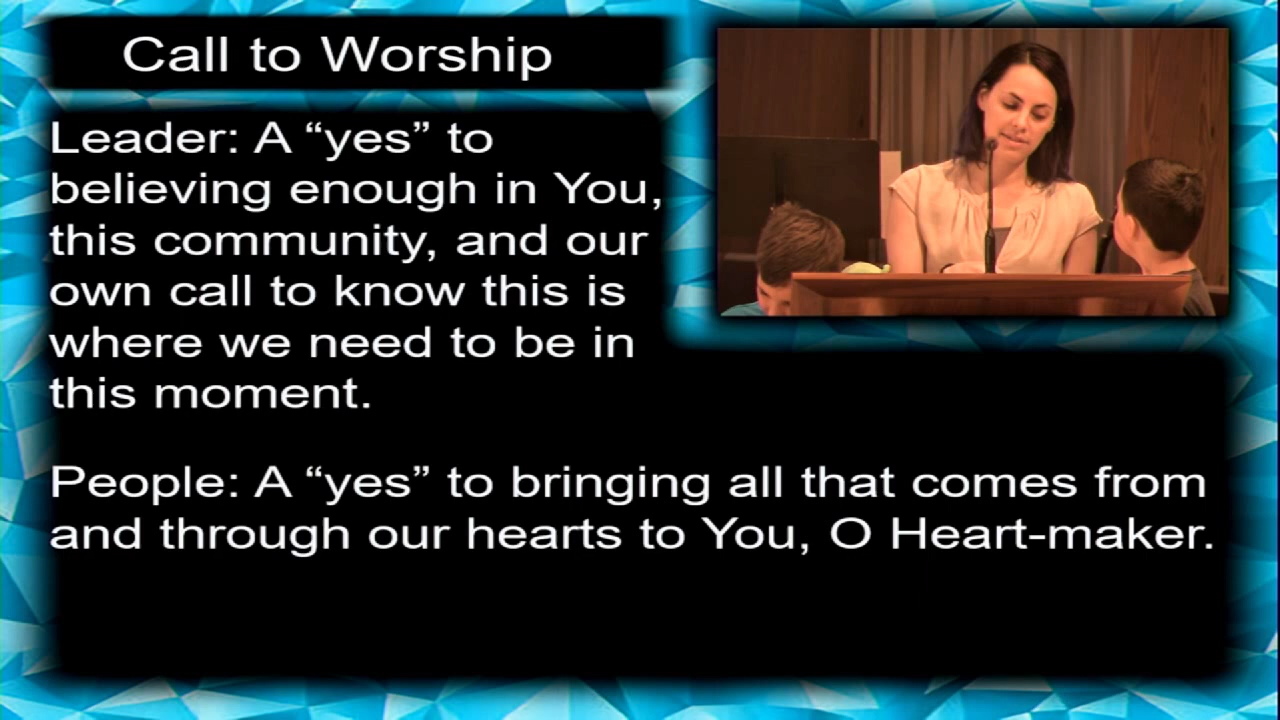 Call to Worship
Leader: A “yes” to
believing enough in You,
this community, and our
own call to know this is
where we need to be in
this moment.
People: A “yes” to bringing all that comes from
and through our hearts to You, O Heart-maker.